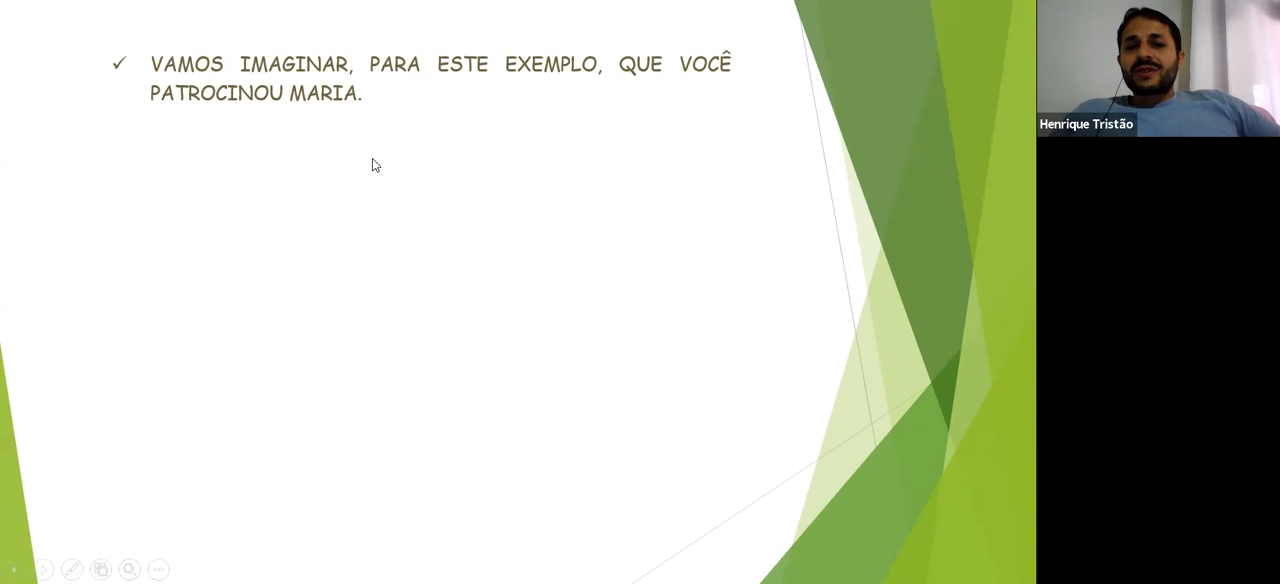 ✓ VAMOS IMAGINAR, PARA ESTE EXEMPLO, QUE VOCÊ
PATROCINOU MARIA.
Henrique Tristão